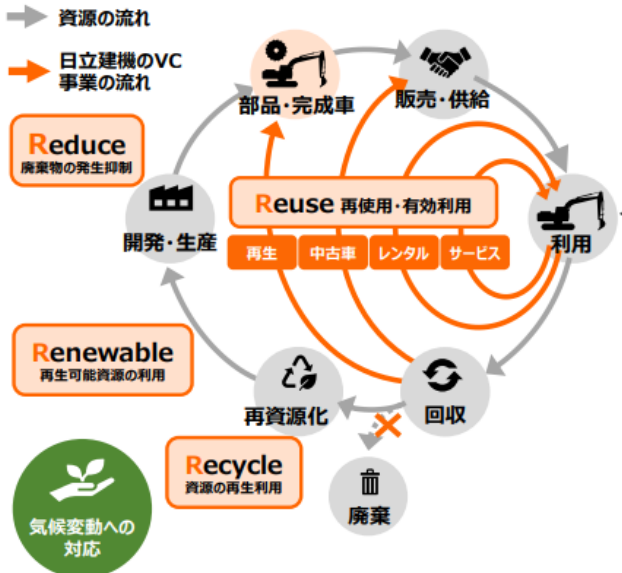 資源の流れ
日立建機のVC
事業の流れ
部品・完成車
販売・供給
Reduce
廃棄物の発生抑制
Reuse 再使用・有効利用
開発・生産
再生
中古車
レンタル
サービス
利用
Renewable
再生可能資源の利用
再資源化
回収
Recycle
資源の再生利用
廃棄
気候変動への
対応